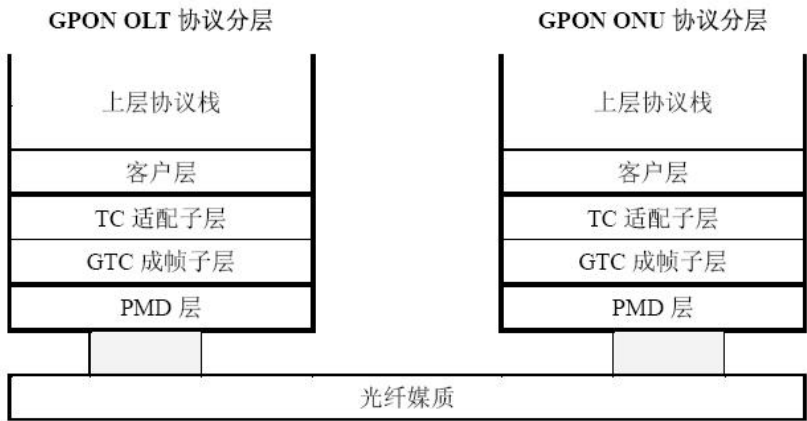 GPON OLT 协议分层
上层协议栈
客户层
TC 适配子层
GTC 成帧子层
PMD 层
GPON ONU 协议分层
上层协议栈
客户层
TC 适配子层
GTC 成帧子层
PMD 层
光纤媒质